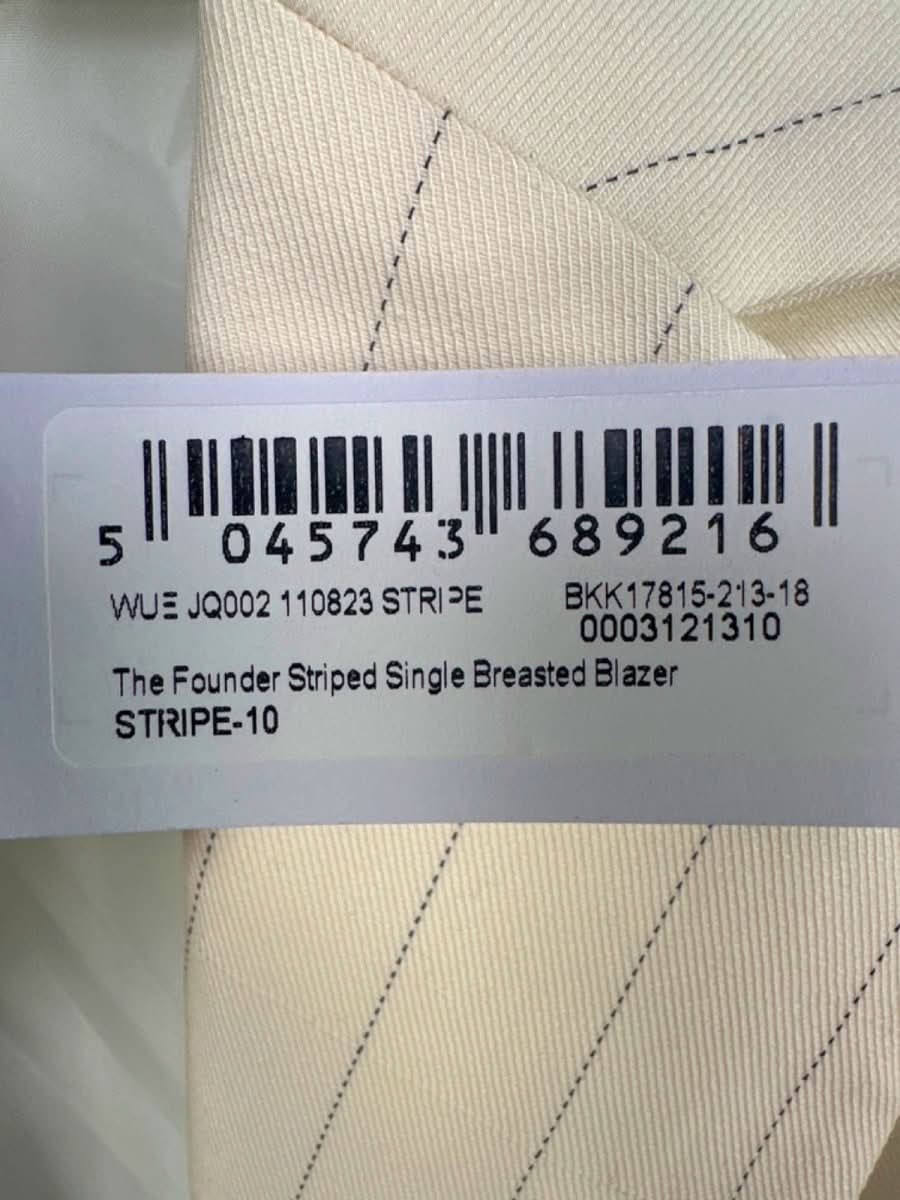 5 045743 689216
WUE JQ002 110823 STRIPE
BKK17815-213-18
0003121310
The Founder Striped Single Breasted Blazer
STRIPE-10